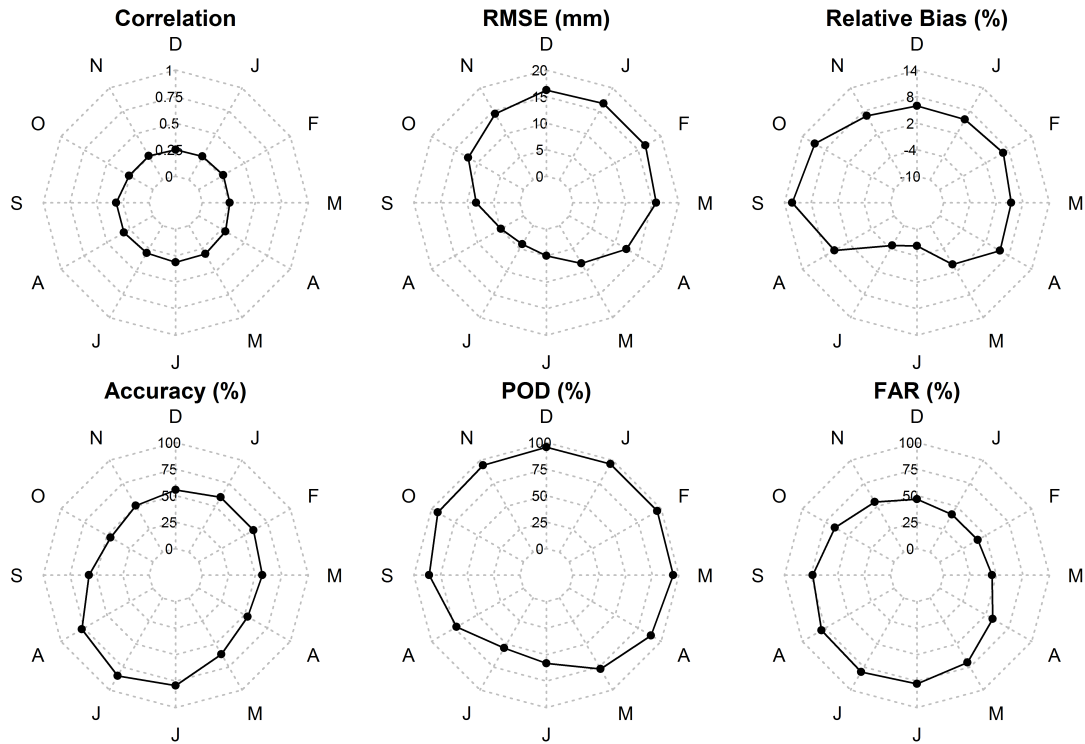 Correlation
D
N J
1
0.75
O F
0.5
0.25
0
S M
A A
J M
J
RMSE (mm)
D
N J
20
15
O F
10
5
0
S M
A A
J M
J
Relative Bias (%)
D
N J
14
8
O F
2
-4
-10
S M
A A
J M
J
Accuracy (%)
D
N J
100
75
O F
50
25
0
S M
A A
J M
J
POD (%)
D
N J
100
75
O F
50
25
0
S M
A A
J M
J
FAR (%)
D
N J
100
75
O F
50
25
0
S M
A A
J M
J